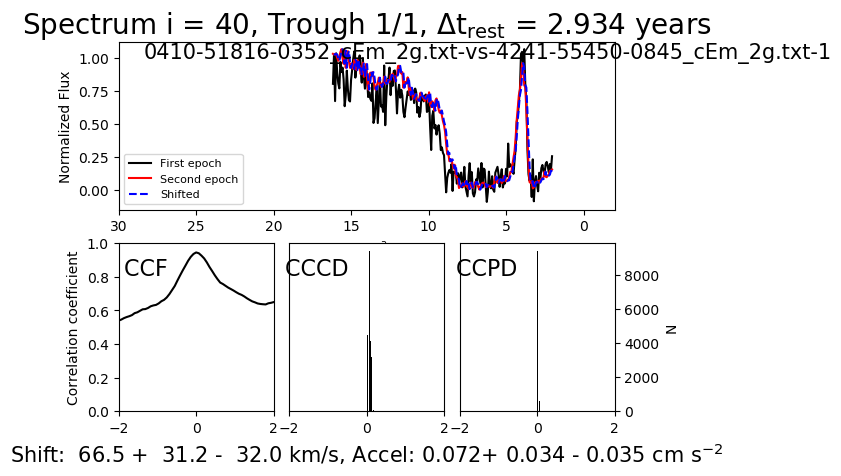 Spectrum i = 40, Trough 1/1, Δt_rest = 2.934 years
0410-51816-0352_cEm_2g.txt-vs-4241-55450-0845_cEm_2g.txt-1
Normalized Flux
1.00
0.75
0.50
0.25
0.00
First epoch
Second epoch
Shifted
30 25 20 15 10 5 0
Correlation coefficient
1.0
0.8
0.6
0.4
0.2
0.0
CCF
−2 0 2
CCCD
−2 0 2
CCPD
−2 0 2
8000
6000
4000
2000
0
N
Shift: 66.5 + 31.2 - 32.0 km/s, Accel: 0.072+ 0.034 - 0.035 cm s⁻²